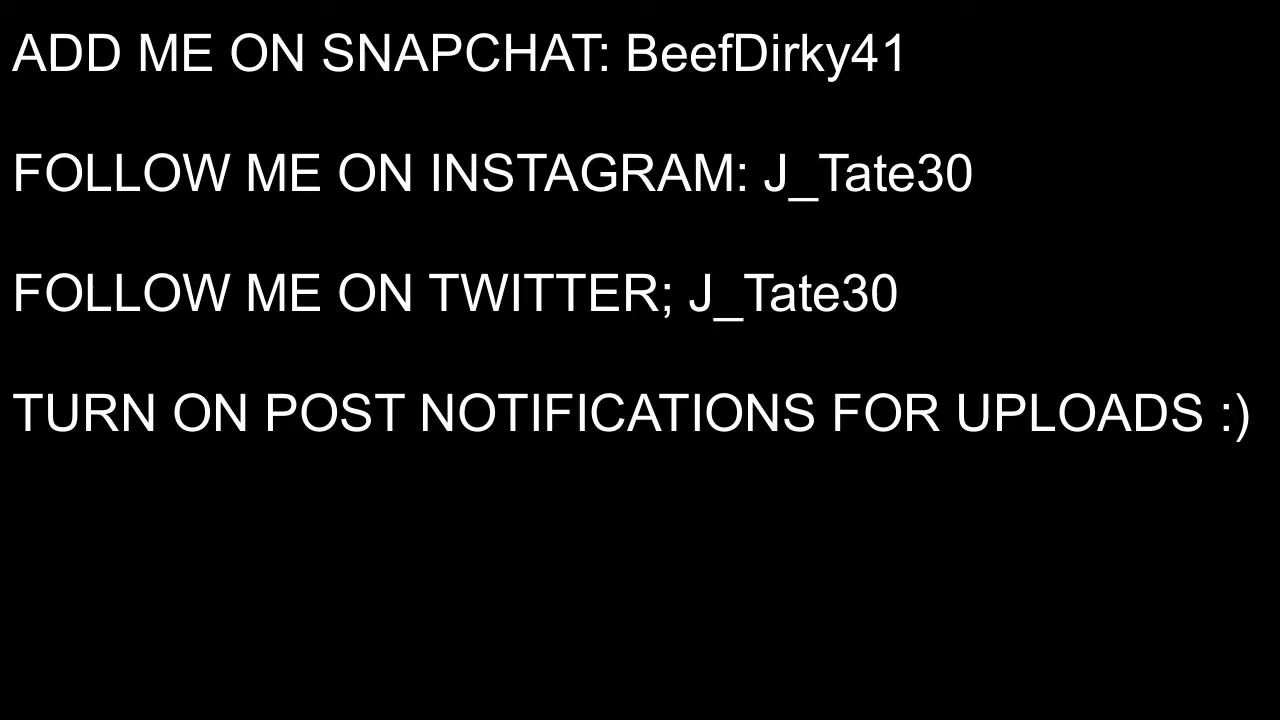 ADD ME ON SNAPCHAT: BeefDirky41
FOLLOW ME ON INSTAGRAM: J_Tate30
FOLLOW ME ON TWITTER; J_Tate30
TURN ON POST NOTIFICATIONS FOR UPLOADS :)